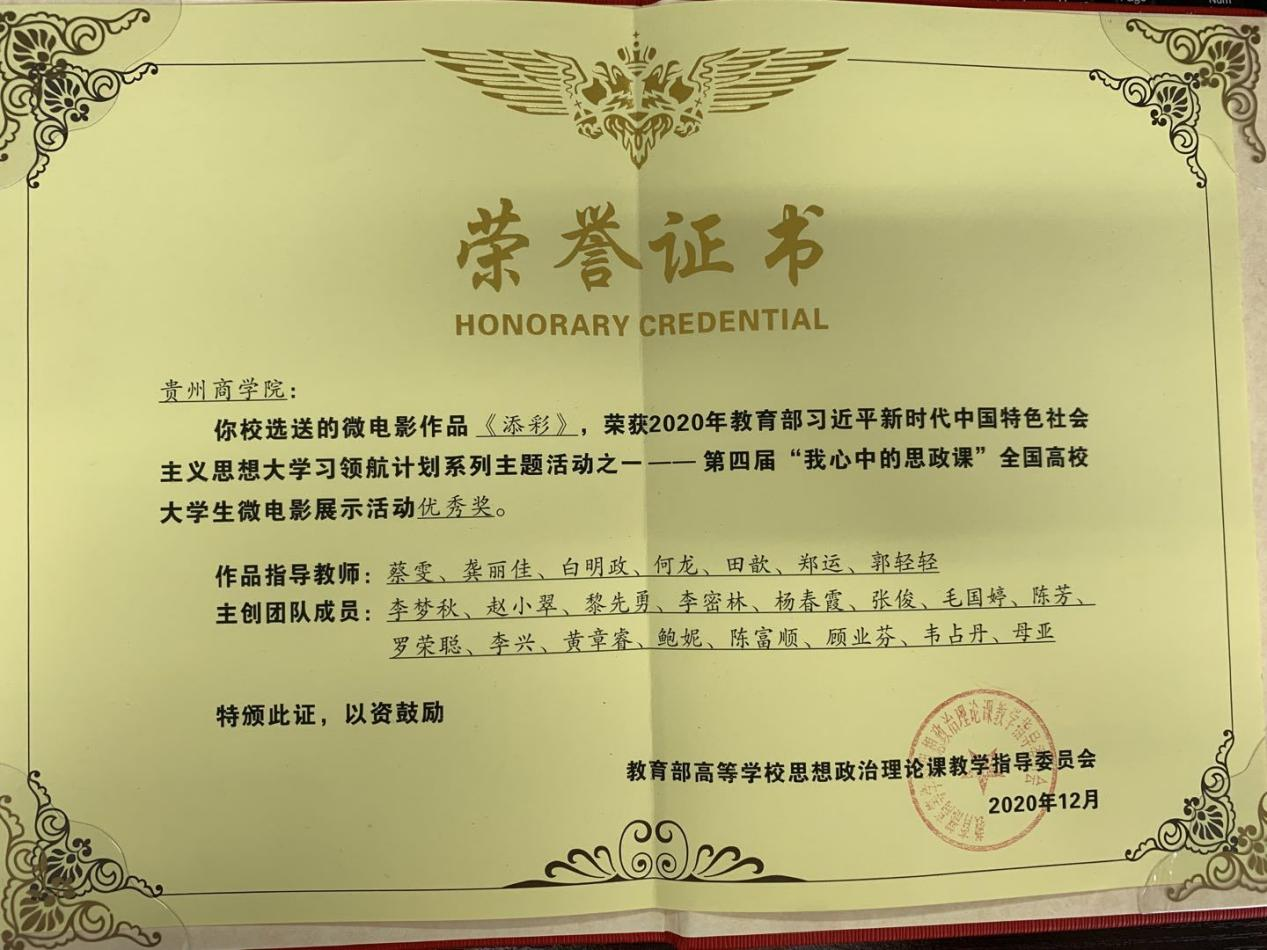 荣誉证书
HONORARY CREDENTIAL
贵州商学院：
你校选送的微电影作品《添彩》，荣获2020年教育部习近平新时代中国特色社会
主义思想大学习领航计划系列主题活动之一——第四届“我心中的思政课”全国高校
大学生微电影展示活动优秀奖。
作品指导教师：蔡雯、龚丽佳、白明政、何龙、田歆、郑运、郭轻轻
主创团队成员：李梦秋、赵小翠、黎先勇、李密林、杨春霞、张俊、毛国婷、陈芳、
罗荣聪、李兴、黄章睿、鲍妮、陈富顺、顾业芬、韦占丹、母亚
特颁此证，以资鼓励
教育部高等学校思想政治理论课教学指导委员会
2020年12月